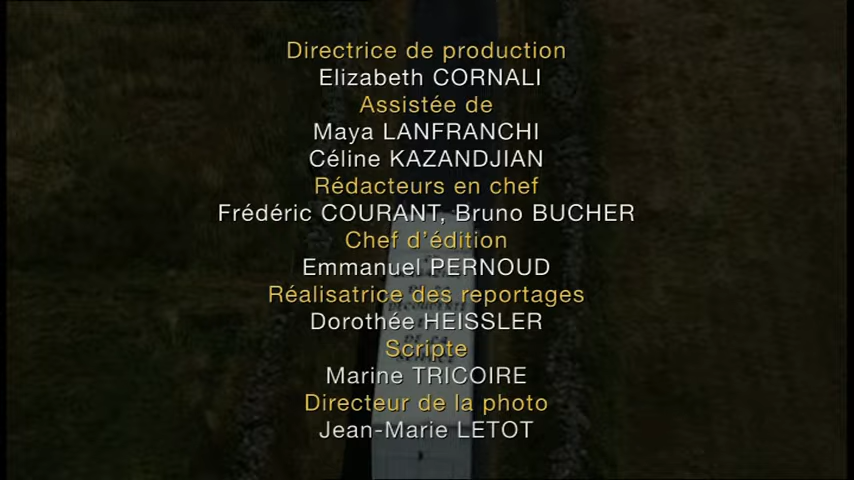 Directrice de production
Elizabeth CORNALI
Assistée de
Maya LANFRANCHI
Céline KAZANDJIAN
Rédacteurs en chef
Frédéric COURANT, Bruno BUCHER
Chef d’édition
Emmanuel PERNOUD
Réalisatrice des reportages
Dorothée HEISSLER
Scripte
Marine TRICOIRE
Directeur de la photo
Jean-Marie LETOT